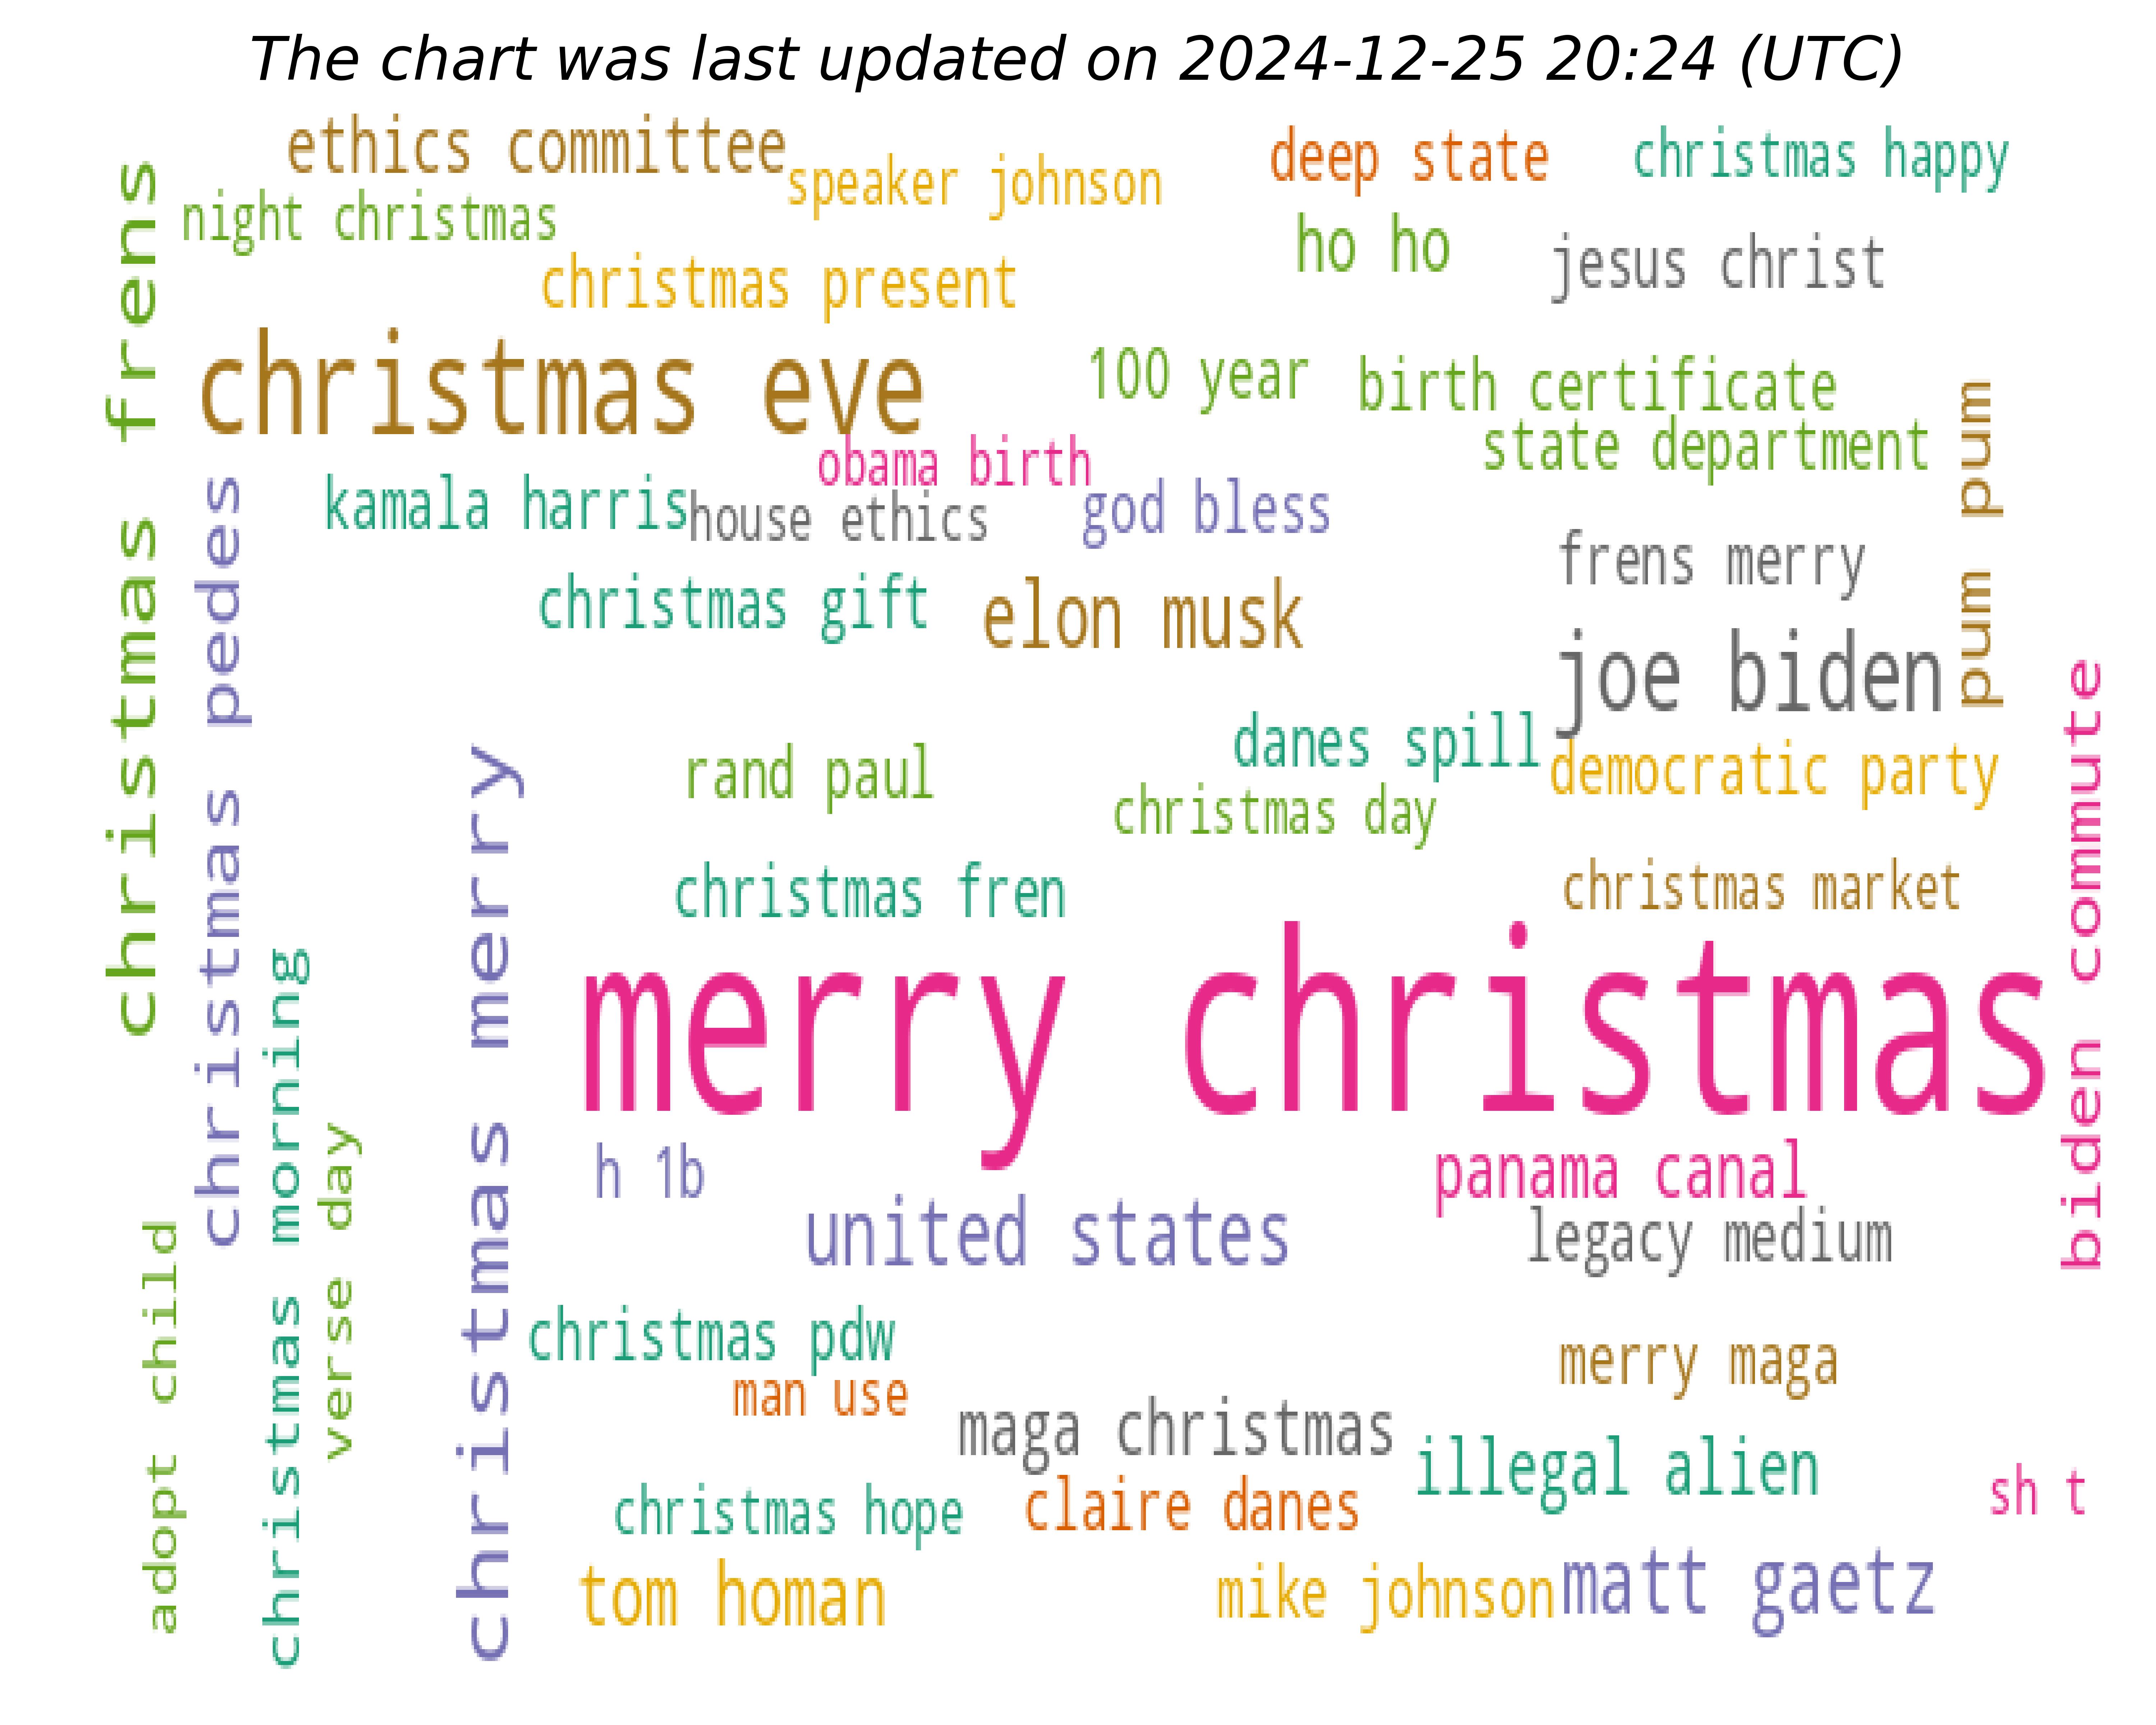 The chart was last updated on 2024-12-25 20:24 (UTC)
ethics committee
deep state
christmas happy
speaker johnson
night christmas
ho ho
jesus christ
christmas present
christmas frens
christmas eve
100 year
birth certificate
state department
pum pum
obama birth
kamala harris
house ethics
god bless
christmas pedes
frens merry
christmas gift
elon musk
joe biden
danes spill
democratic party
rand paul
christmas day
biden commute
christmas merry
christmas fren
christmas market
merry christmas
christmas morning
h 1b
panama canal
verse day
united states
legacy medium
adopt child
christmas pdw
merry maga
man use
maga christmas
illegal alien
christmas hope
claire danes
sh t
tom homan
mike johnson
matt gaetz